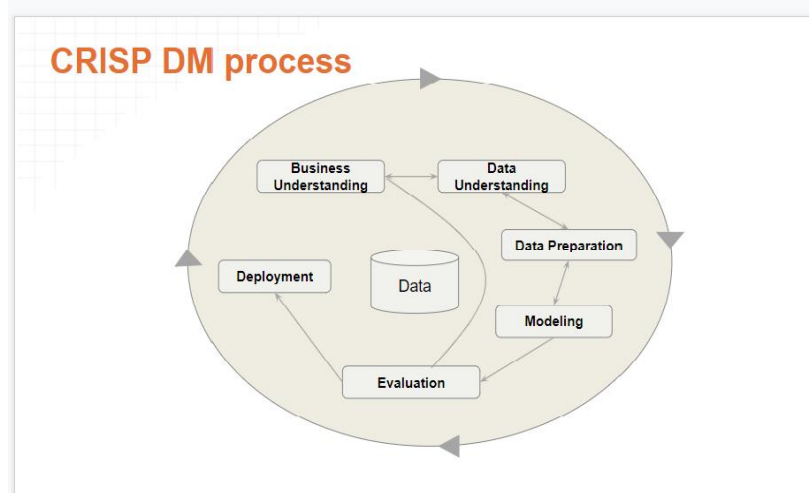 CRISP DM process
Business
Understanding
Data
Understanding
Data Preparation
Deployment
Data
Modeling
Evaluation